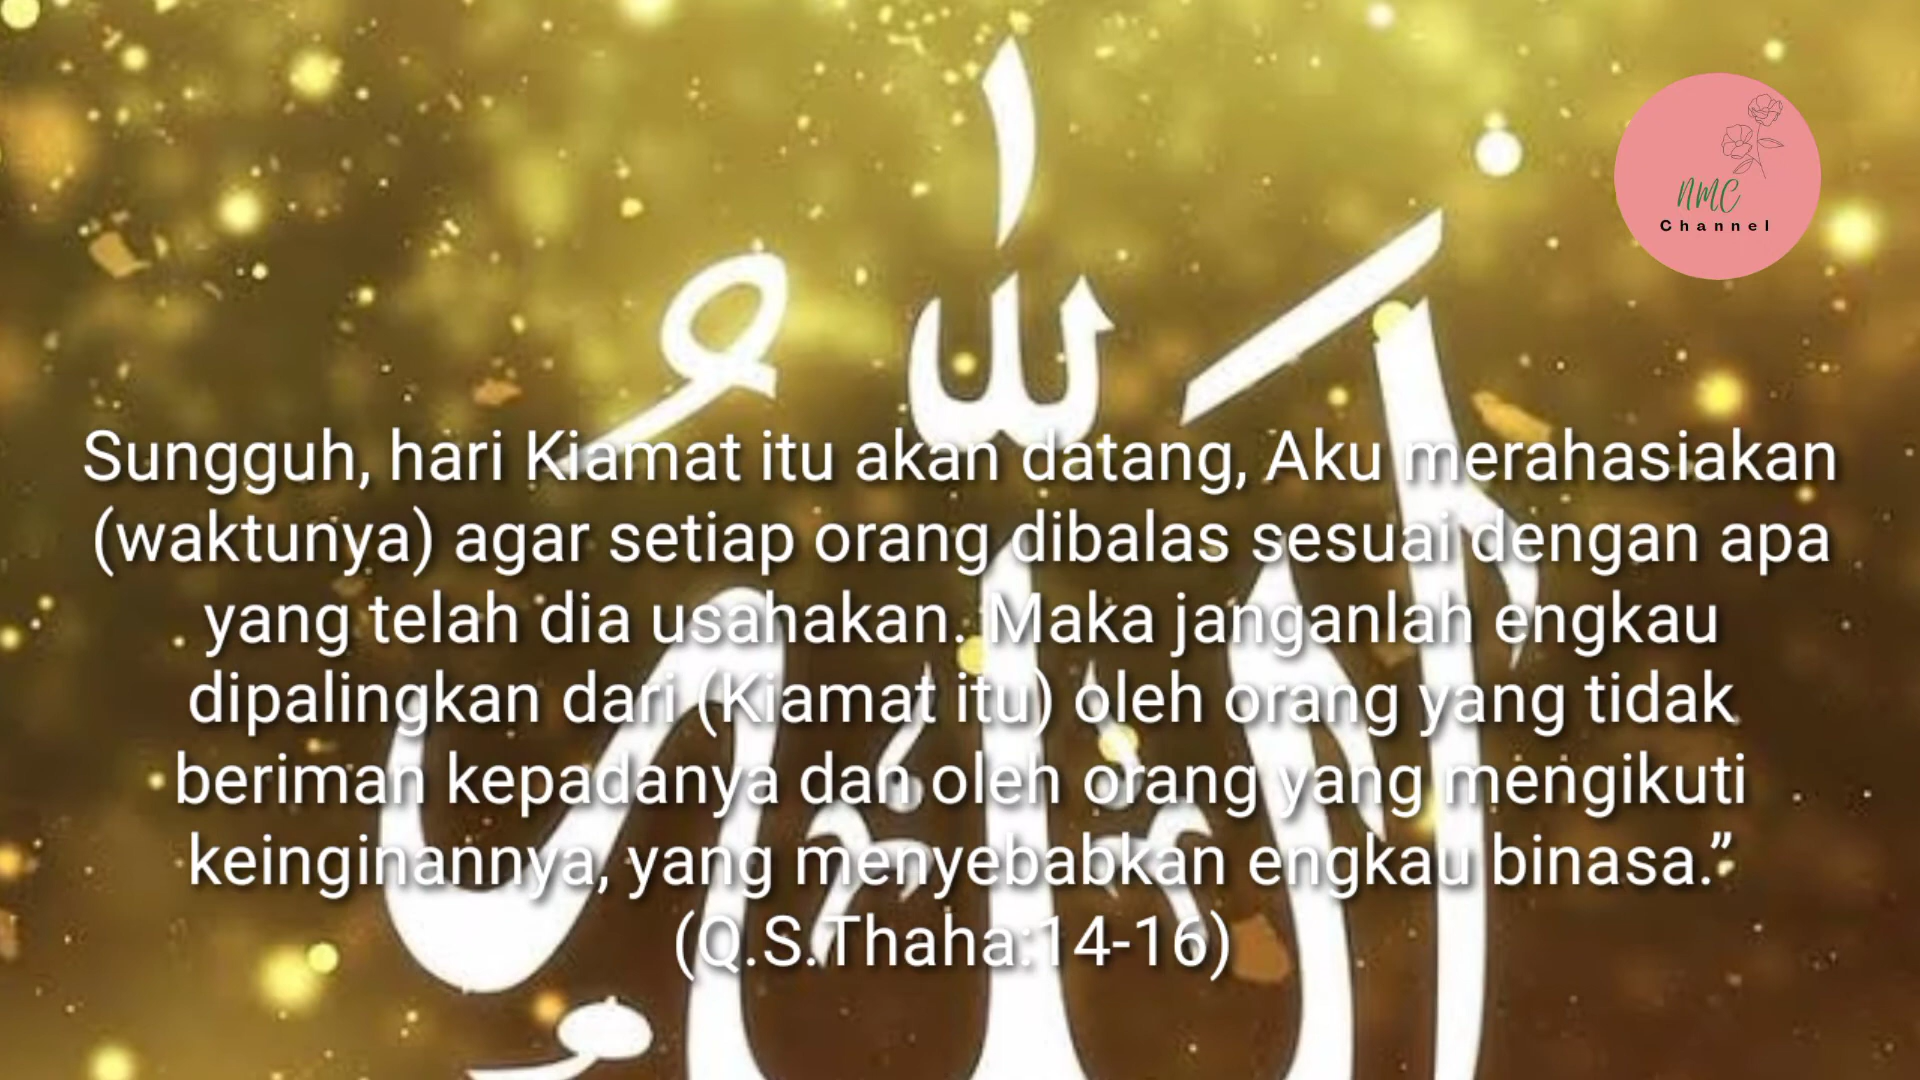 NMC
Channel
Sungguh, hari Kiamat itu akan datang, Aku merahasiakan
(waktunya) agar setiap orang dibalas sesuai dengan apa
yang telah dia usahakan. Maka janganlah engkau
dipalingkan dari (Kiamat itu) oleh orang yang tidak
beriman kepadanya dan oleh orang yang mengikuti
keinginannya, yang menyebabkan engkau binasa.”
(Q.S.Thaha:14-16)